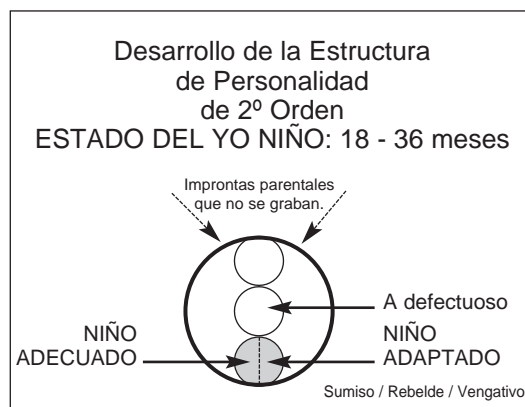 Desarrollo de la Estructura
de Personalidad
de 2º Orden
ESTADO DEL YO NIÑO: 18 - 36 meses
Improntas parentales
que no se graban.
A defectuoso
NIÑO
ADECUADO
NIÑO
ADAPTADO
Sumiso / Rebelde / Vengativo